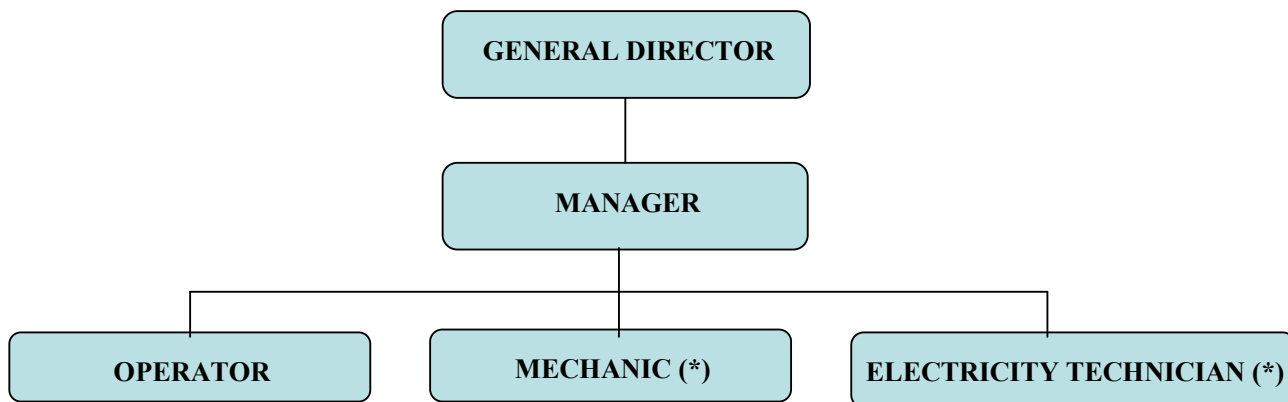 GENERAL DIRECTOR
MANAGER
OPERATOR
MECHANIC (*)
ELECTRICITY TECHNICIAN (*)